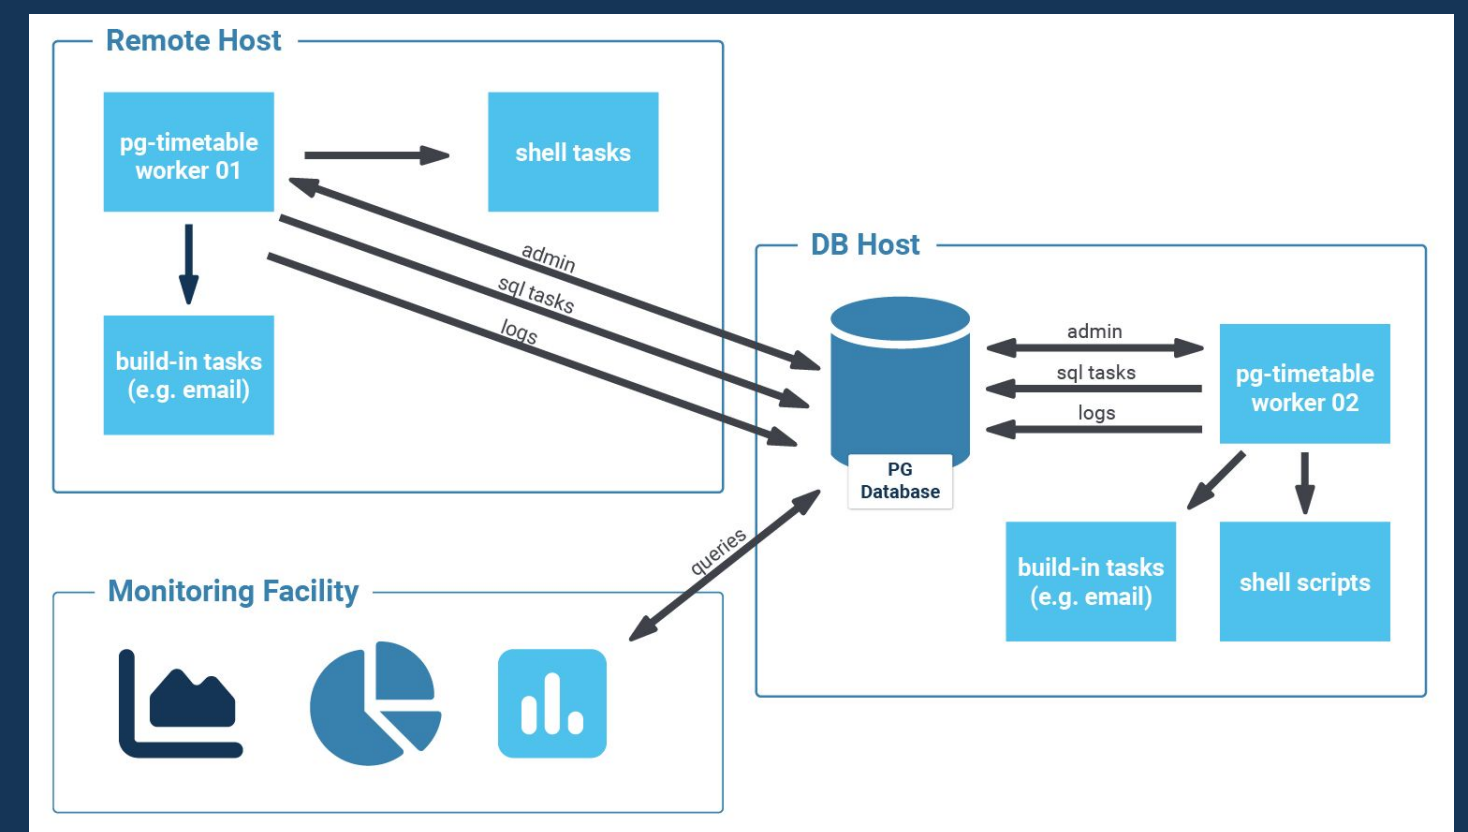 Remote Host
pg-timetable
worker 01
shell tasks
admin
sql tasks
logs
build-in tasks
(e.g. email)
DB Host
PG
Database
admin
sql tasks
logs
pg-timetable
worker 02
build-in tasks
(e.g. email)
shell scripts
queries
Monitoring Facility